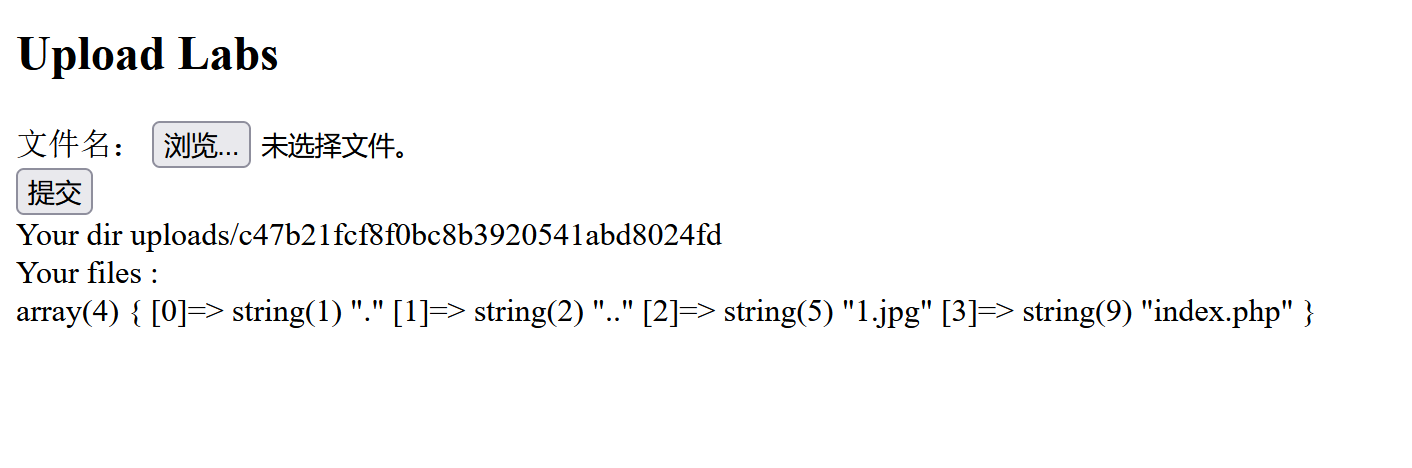 Upload Labs
文件名： 浏览... 未选择文件。
提交
Your dir uploads/c47b21fcf8f0bc8b3920541abd8024fd
Your files :
array(4) { [0]=> string(1) "." [1]=> string(2) ".." [2]=> string(5) "1.jpg" [3]=> string(9) "index.php" }